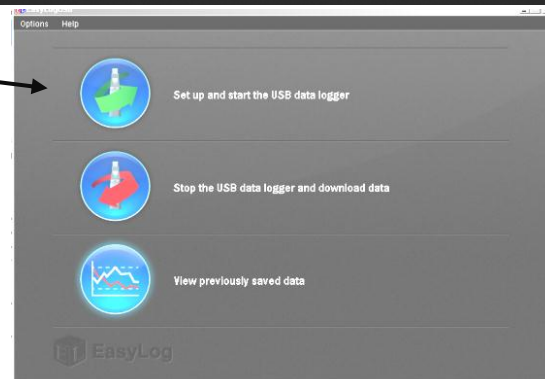 Options Help
Set up and start the USB data logger
Stop the USB data logger and download data
View previously saved data
EasyLog